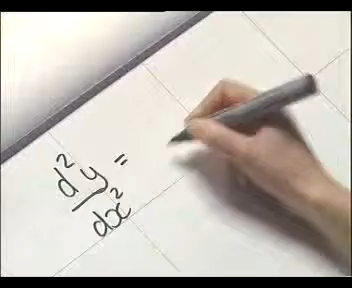 d²y/dx² =